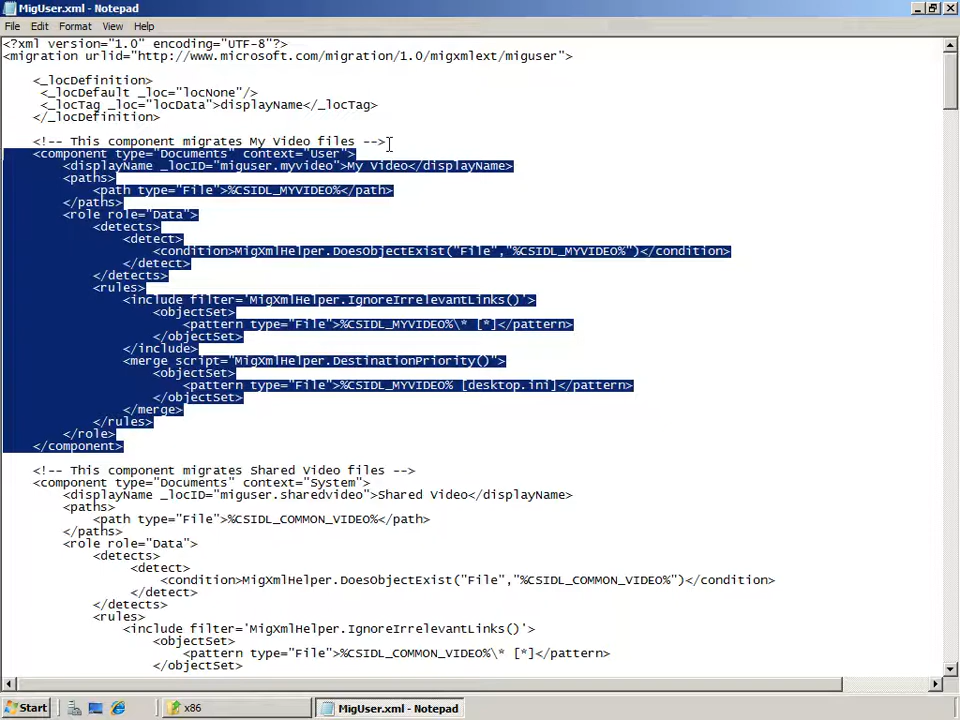 MigUser.xml - Notepad
File Edit Format View Help
<?xml version="1.0" encoding="UTF-8"?>
<migration urlid="http://www.microsoft.com/migration/1.0/migxmlext/miguser">
<_locDefinition>
<_locDefault _loc="locNone"/>
<_locTag _loc="locData">displayName</_locTag>
</_locDefinition>
<!-- This component migrates My Video files -->
<component type="Documents" context="User">
<displayName _locID="miguser.myvideo">My Video</displayName>
<paths>
<path type="File">%CSIDL_MYVIDEO%</path>
</paths>
<role role="Data">
<detects>
<detect>
<condition>MigXmlHelper.DoesObjectExist("File","%CSIDL_MYVIDEO%")</condition>
</detect>
</detects>
<rules>
<include filter='MigXmlHelper.IgnoreIrrelevantLinks()'>
<objectSet>
<pattern type="File">%CSIDL_MYVIDEO%\* [*]</pattern>
</objectSet>
</include>
<merge script="MigXmlHelper.DestinationPriority()">
<objectSet>
<pattern type="File">%CSIDL_MYVIDEO% [desktop.ini]</pattern>
</objectSet>
</merge>
</rules>
</role>
</component>
<!-- This component migrates Shared Video files -->
<component type="Documents" context="System">
<displayName _locID="miguser.sharedvideo">Shared Video</displayName>
<paths>
<path type="File">%CSIDL_COMMON_VIDEO%</path>
</paths>
<role role="Data">
<detects>
<detect>
<condition>MigXmlHelper.DoesObjectExist("File","%CSIDL_COMMON_VIDEO%")</condition>
</detect>
</detects>
<rules>
<include filter='MigXmlHelper.IgnoreIrrelevantLinks()'>
<objectSet>
<pattern type="File">%CSIDL_COMMON_VIDEO%\* [*]</pattern>
</objectSet>
Start x86 MigUser.xml - Notepad